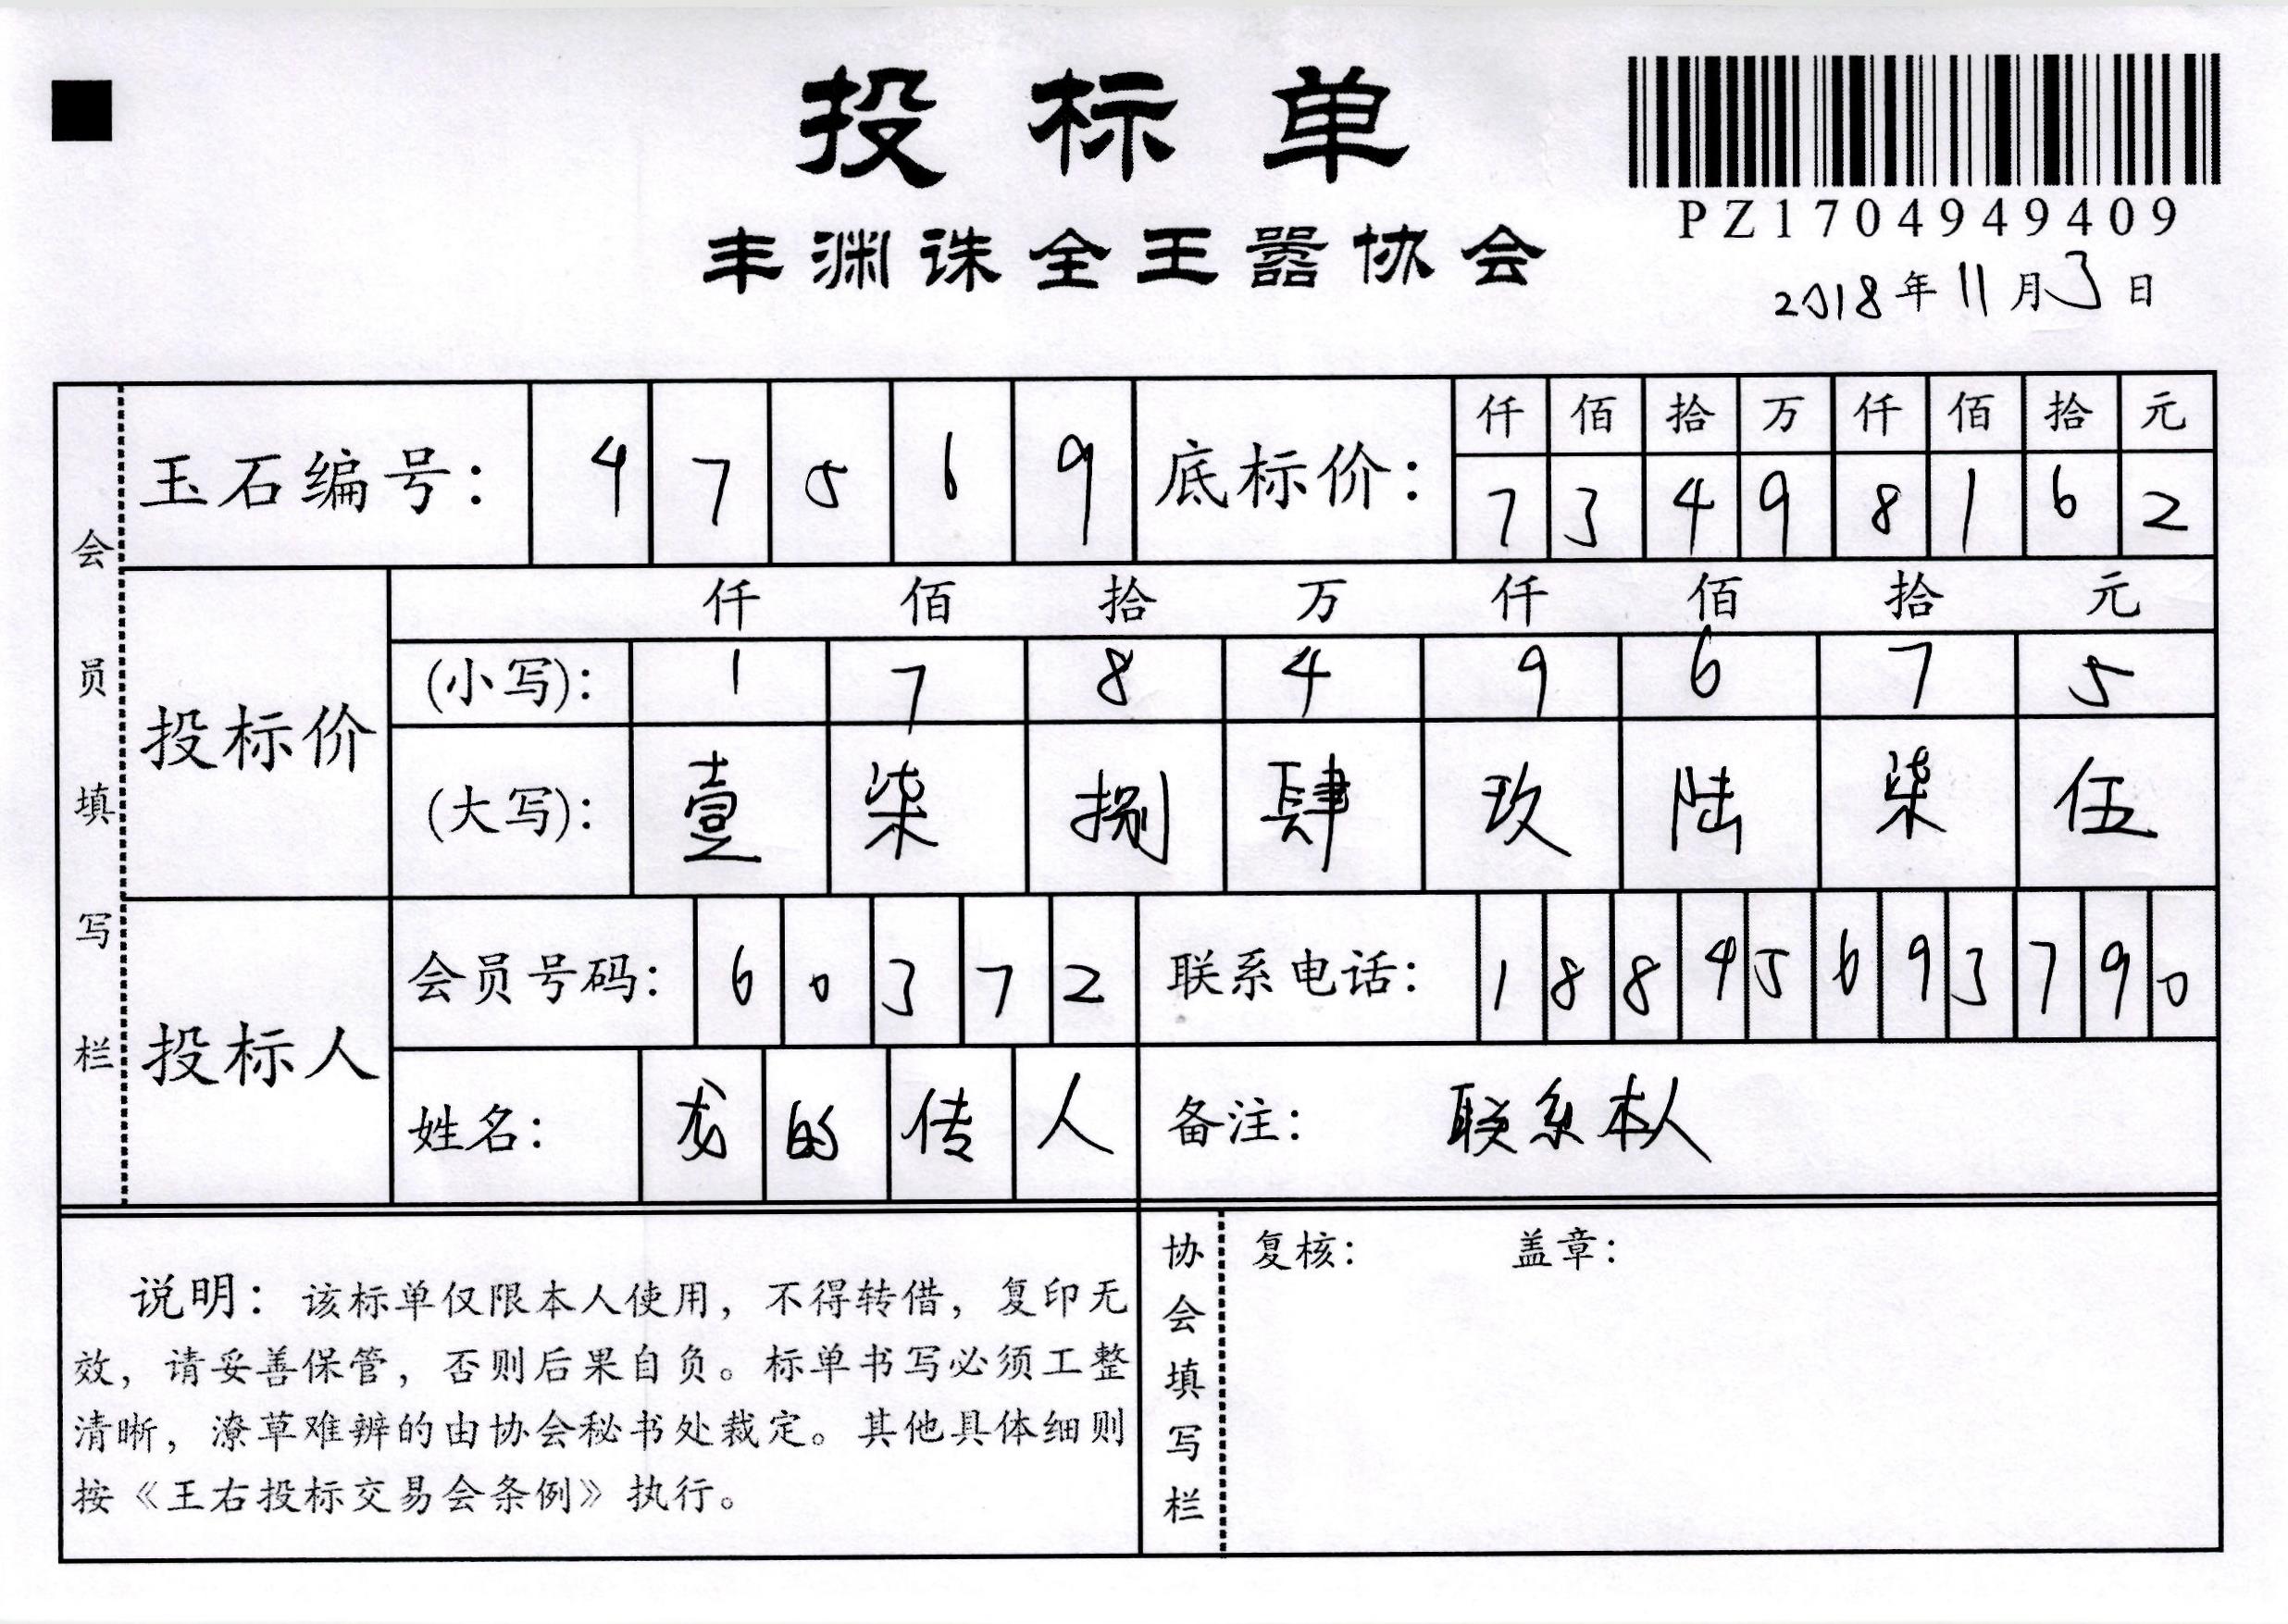 投标单
PZ1704949409
丰渊诛全王嚣协会
2018年11月3日
会员填写栏
玉石编号: 4 7 5 6 9
底标价: 仟 佰 拾 万 仟 佰 拾 元
7 3 4 9 8 1 6 2
投标价
仟 佰 拾 万 仟 佰 拾 元
(小写): 1 7 8 4 9 6 7 5
(大写): 壹 柒 捌 肆 玖 陆 柒 伍
投标人
会员号码: 6 0 3 7 2
联系电话: 1 8 8 4 5 6 9 3 7 9 0
姓名: 龙的传人
备注: 联系本人
说明: 该标单仅限本人使用, 不得转借, 复印无
效, 请妥善保管, 否则后果自负。标单书写必须工整
清晰, 潦草难辨的由协会秘书处裁定。其他具体细则
按《王右投标交易会条例》执行。
协会填写栏
复核: 盖章: